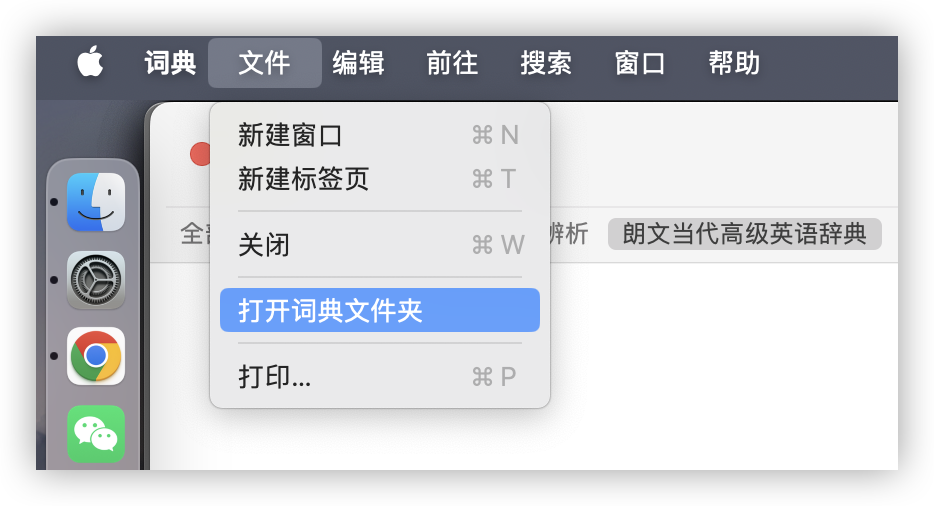 词典 文件 编辑 前往 搜索 窗口 帮助
新建窗口 ⌘ N
新建标签页 ⌘ T
全 辨析 朗文当代高级英语辞典
关闭 ⌘ W
打开词典文件夹
打印... ⌘ P